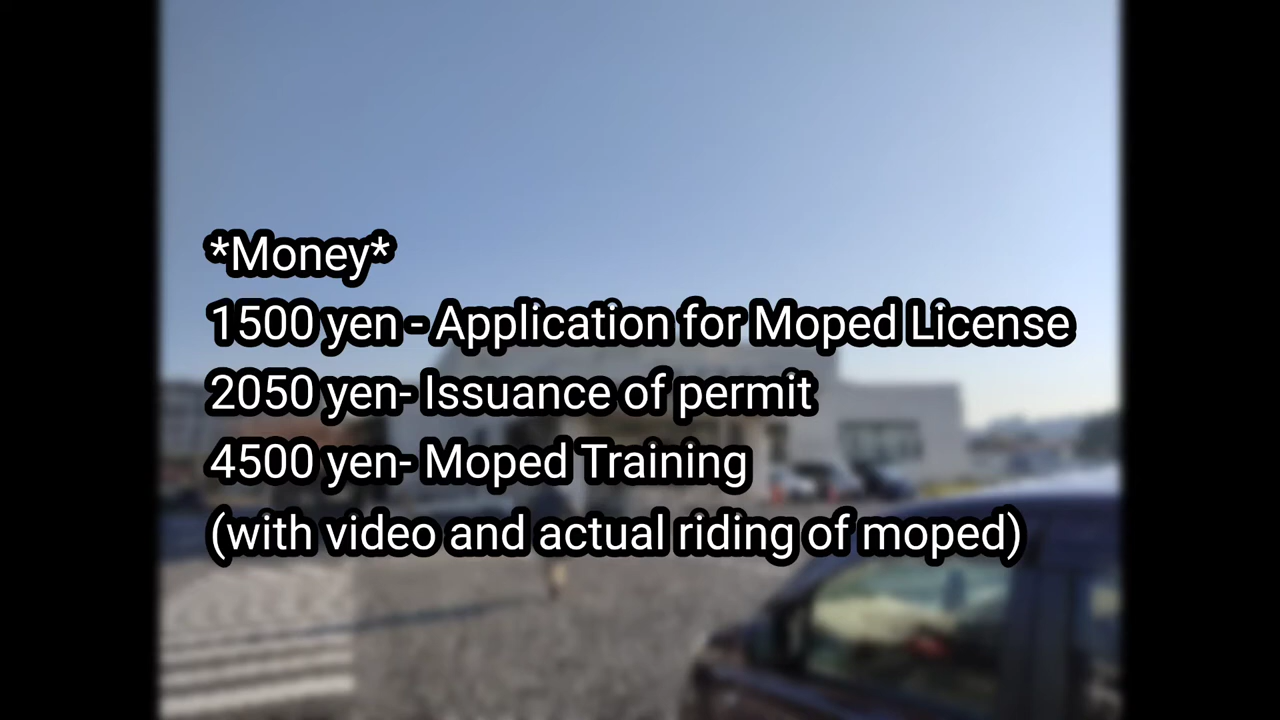 *Money*
1500 yen - Application for Moped License
2050 yen- Issuance of permit
4500 yen- Moped Training
(with video and actual riding of moped)